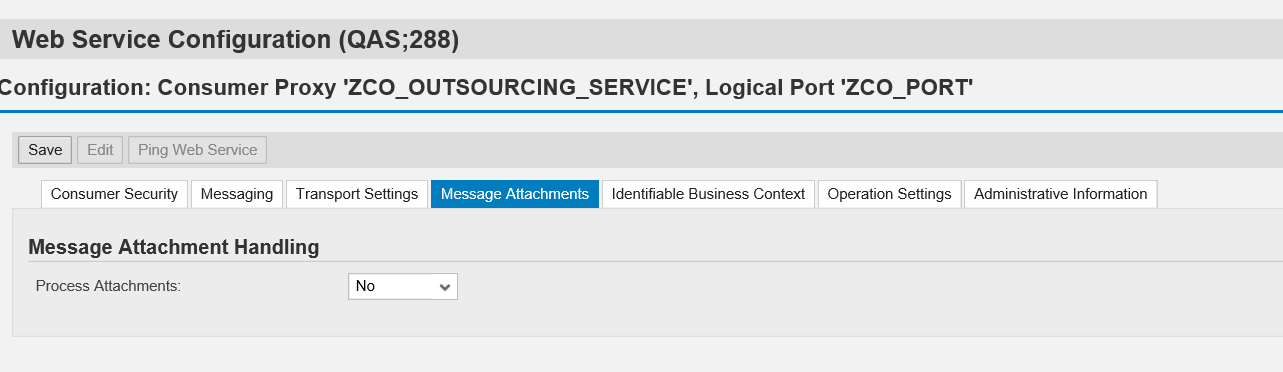 Web Service Configuration (QAS;288)
Configuration: Consumer Proxy 'ZCO_OUTSOURCING_SERVICE', Logical Port 'ZCO_PORT'
Save Edit Ping Web Service
Consumer Security Messaging Transport Settings Message Attachments Identifiable Business Context Operation Settings Administrative Information
Message Attachment Handling
Process Attachments: No